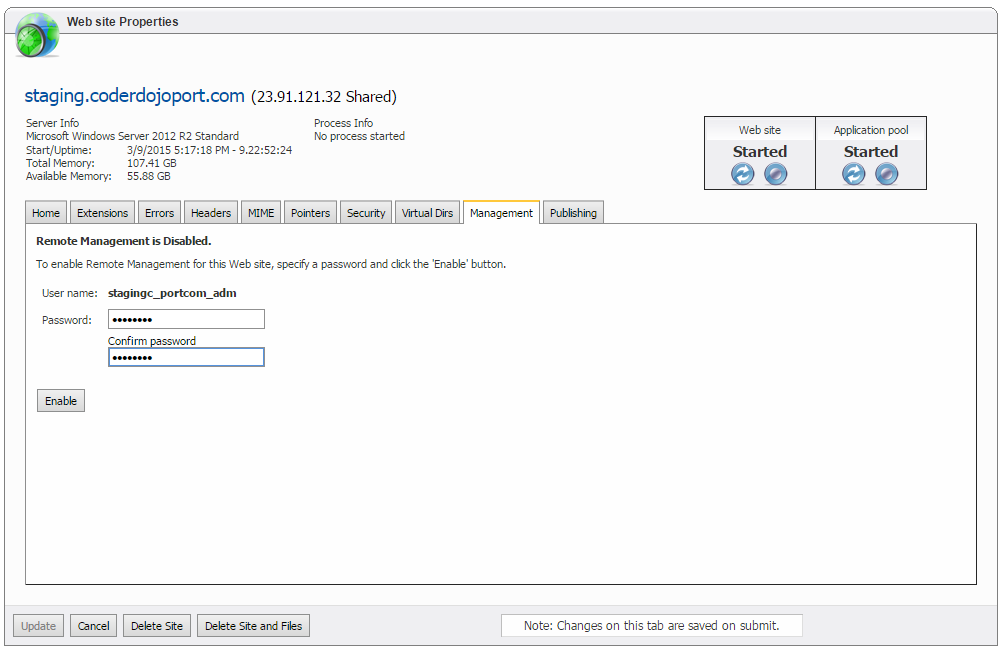 Web site Properties
staging.coderdojoport.com (23.91.121.32 Shared)
Server Info
Microsoft Windows Server 2012 R2 Standard
Start/Uptime: 3/9/2015 5:17:18 PM - 9.22:52:24
Total Memory: 107.41 GB
Available Memory: 55.88 GB
Process Info
No process started
Web site
Started
Application pool
Started
Home Extensions Errors Headers MIME Pointers Security Virtual Dirs Management Publishing
Remote Management is Disabled.
To enable Remote Management for this Web site, specify a password and click the 'Enable' button.
User name: stagingc_portcom_adm
Password: ••••••••
Confirm password
••••••••
Enable
Update Cancel Delete Site Delete Site and Files
Note: Changes on this tab are saved on submit.